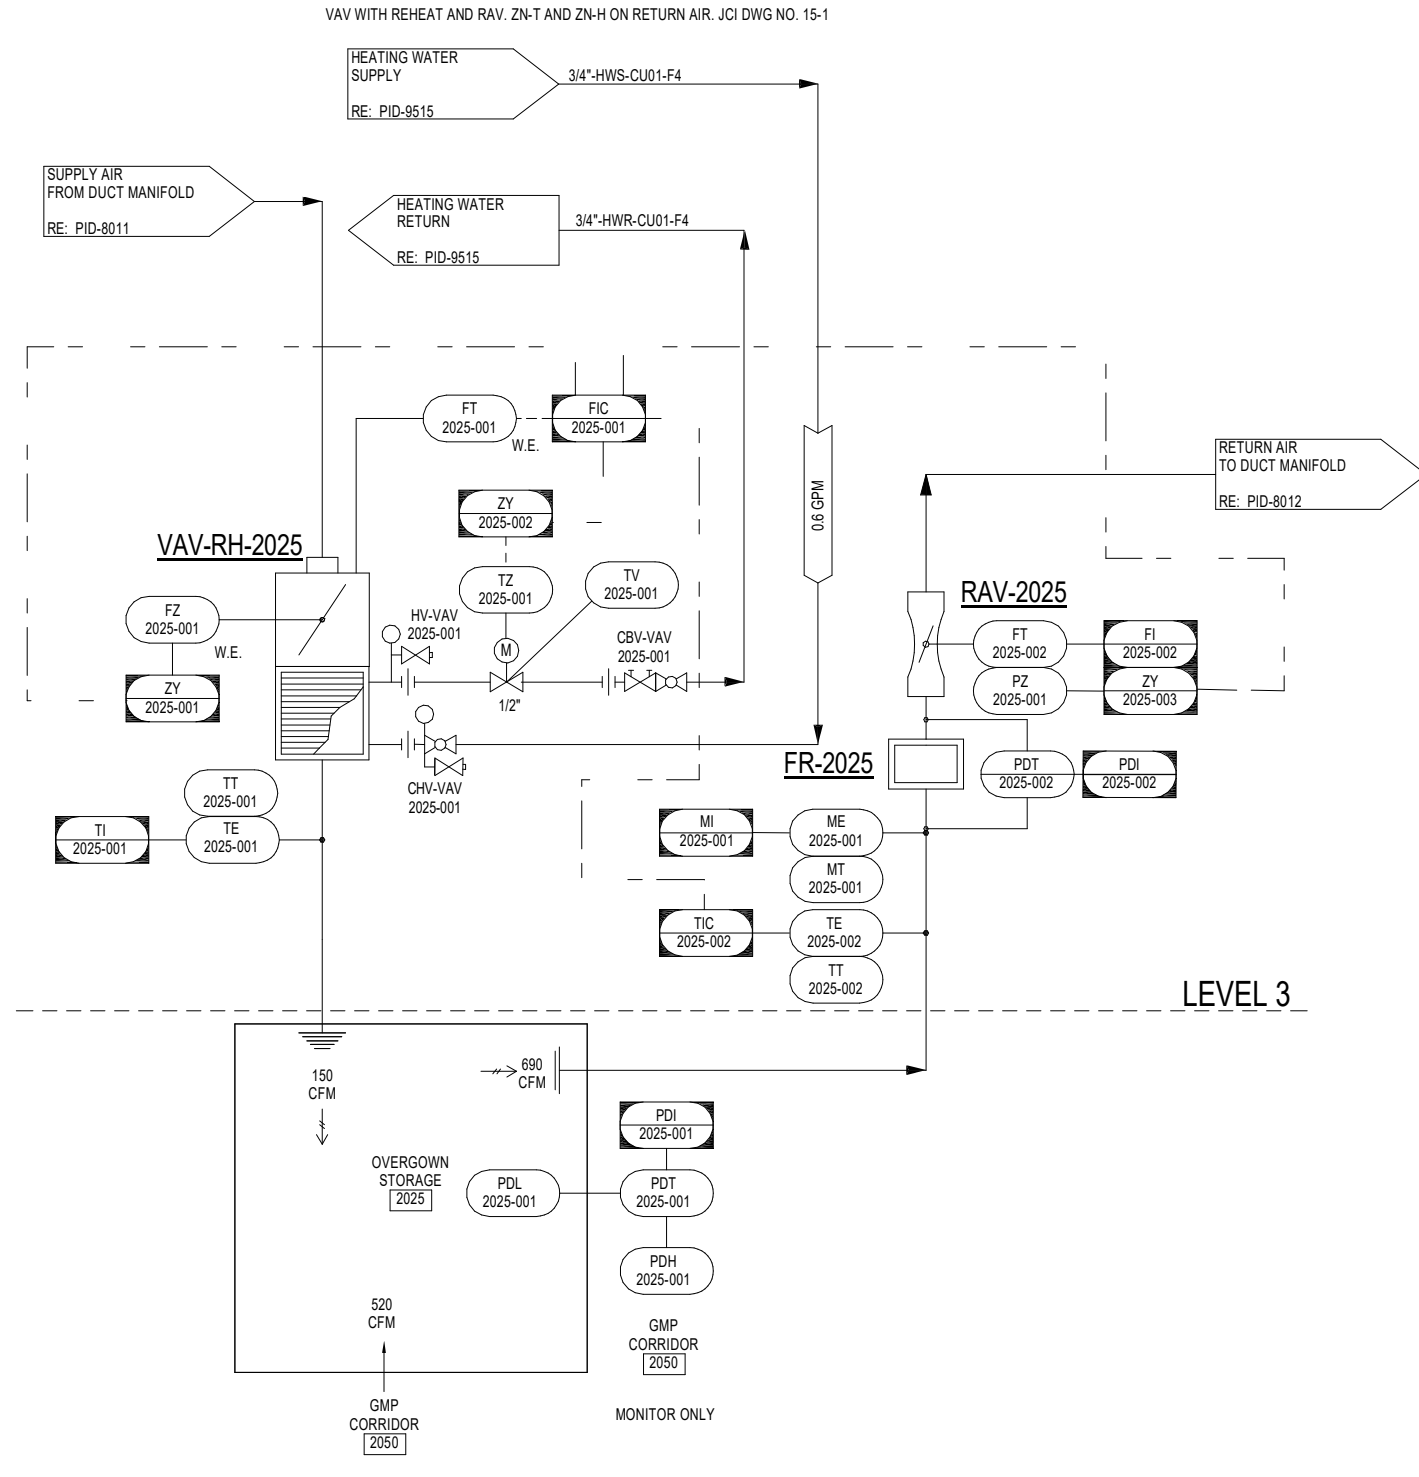 VAV WITH REHEAT AND RAV. ZN-T AND ZN-H ON RETURN AIR. JCI DWG NO. 15-1
HEATING WATER
SUPPLY
RE: PID-9515
3/4"-HWS-CU01-F4
SUPPLY AIR
FROM DUCT MANIFOLD
RE: PID-8011
HEATING WATER
RETURN
RE: PID-9515
3/4"-HWR-CU01-F4
FT
2025-001
W.E.
FIC
2025-001
RETURN AIR
TO DUCT MANIFOLD
RE: PID-8012
0.6 GPM
ZY
2025-002
VAV-RH-2025
TZ
2025-001
TV
2025-001
RAV-2025
FZ
2025-001
W.E.
HV-VAV
2025-001
M
CBV-VAV
2025-001
FT
2025-002
FI
2025-002
ZY
2025-001
1/2"
PZ
2025-001
ZY
2025-003
FR-2025
PDT
2025-002
PDI
2025-002
CHV-VAV
2025-001
TT
2025-001
TI
2025-001
TE
2025-001
MI
2025-001
ME
2025-001
MT
2025-001
TIC
2025-002
TE
2025-002
TT
2025-002
LEVEL 3
150
CFM
690
CFM
PDI
2025-001
OVERGOWN
STORAGE
2025
PDL
2025-001
PDT
2025-001
PDH
2025-001
520
CFM
GMP
CORRIDOR
2050
GMP
CORRIDOR
2050
MONITOR ONLY